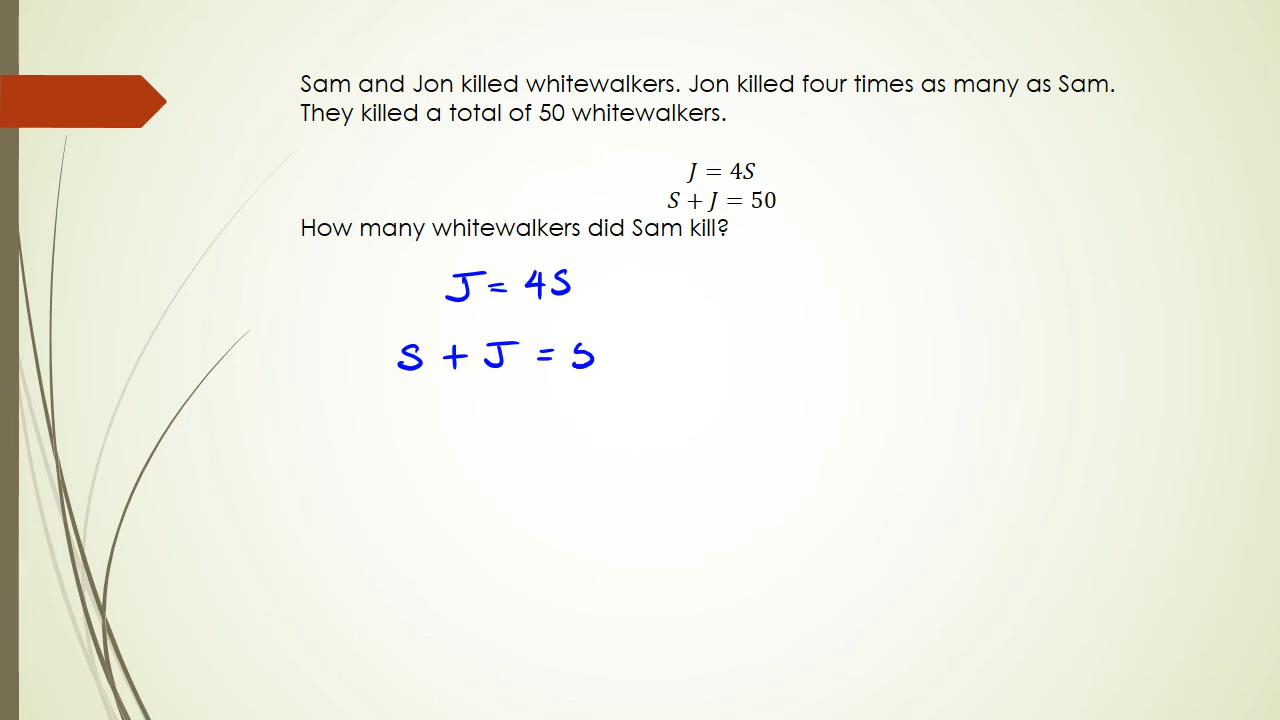 Sam and Jon killed whitewalkers. Jon killed four times as many as Sam.
They killed a total of 50 whitewalkers.
J = 4S
S + J = 50
How many whitewalkers did Sam kill?
J = 4S
S + J = 5